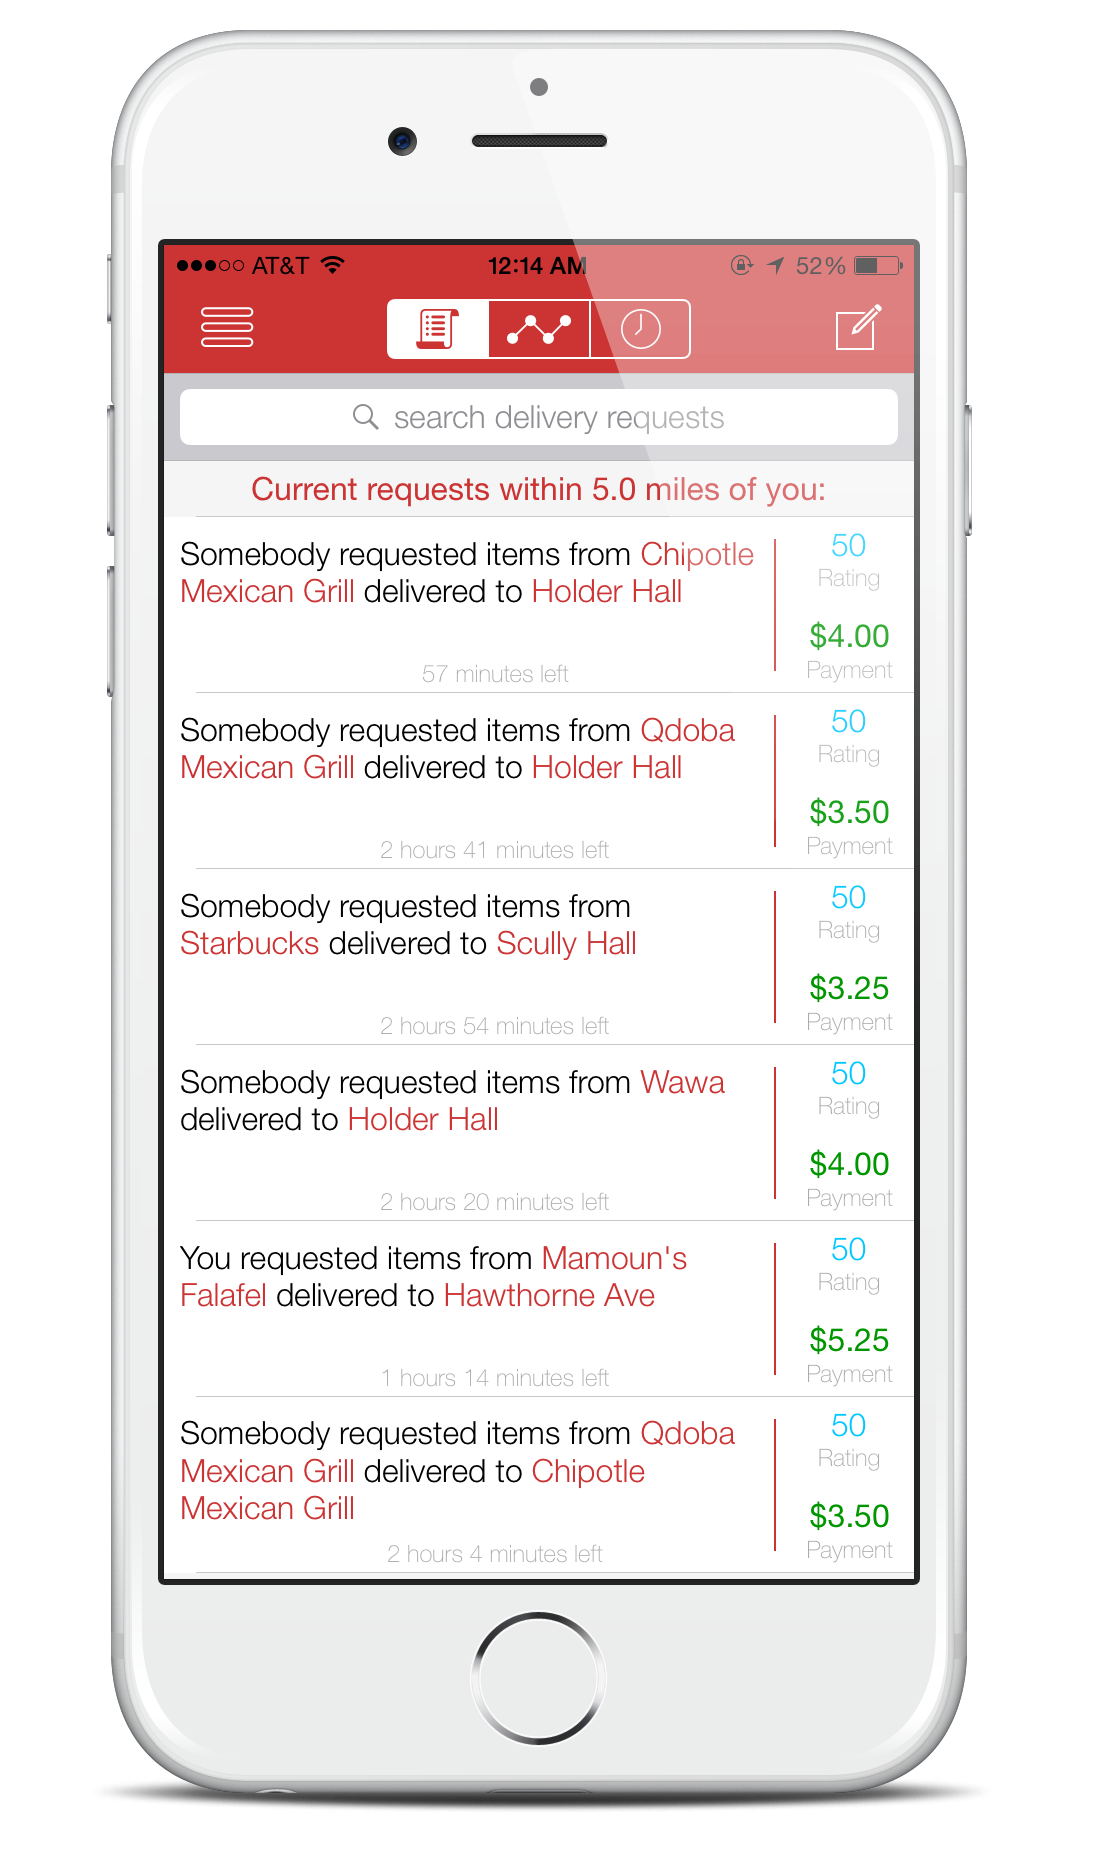 AT&T 12:14 AM 52%
search delivery requests
Current requests within 5.0 miles of you:
Somebody requested items from Chipotle
Mexican Grill delivered to Holder Hall
57 minutes left
50
Rating
$4.00
Payment
Somebody requested items from Qdoba
Mexican Grill delivered to Holder Hall
2 hours 41 minutes left
50
Rating
$3.50
Payment
Somebody requested items from
Starbucks delivered to Scully Hall
2 hours 54 minutes left
50
Rating
$3.25
Payment
Somebody requested items from Wawa
delivered to Holder Hall
2 hours 20 minutes left
50
Rating
$4.00
Payment
You requested items from Mamoun's
Falafel delivered to Hawthorne Ave
1 hours 14 minutes left
50
Rating
$5.25
Payment
Somebody requested items from Qdoba
Mexican Grill delivered to Chipotle
Mexican Grill
2 hours 4 minutes left
50
Rating
$3.50
Payment